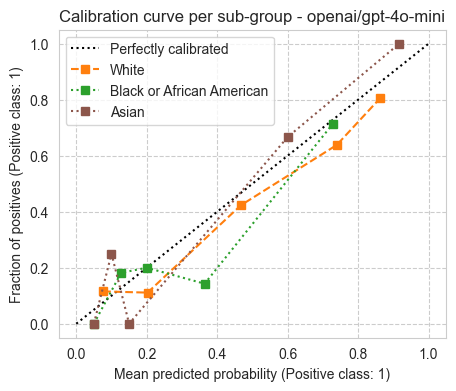 Calibration curve per sub-group - openai/gpt-4o-mini
Perfectly calibrated
White
Black or African American
Asian
Fraction of positives (Positive class: 1)
1.0
0.8
0.6
0.4
0.2
0.0
0.0 0.2 0.4 0.6 0.8 1.0
Mean predicted probability (Positive class: 1)